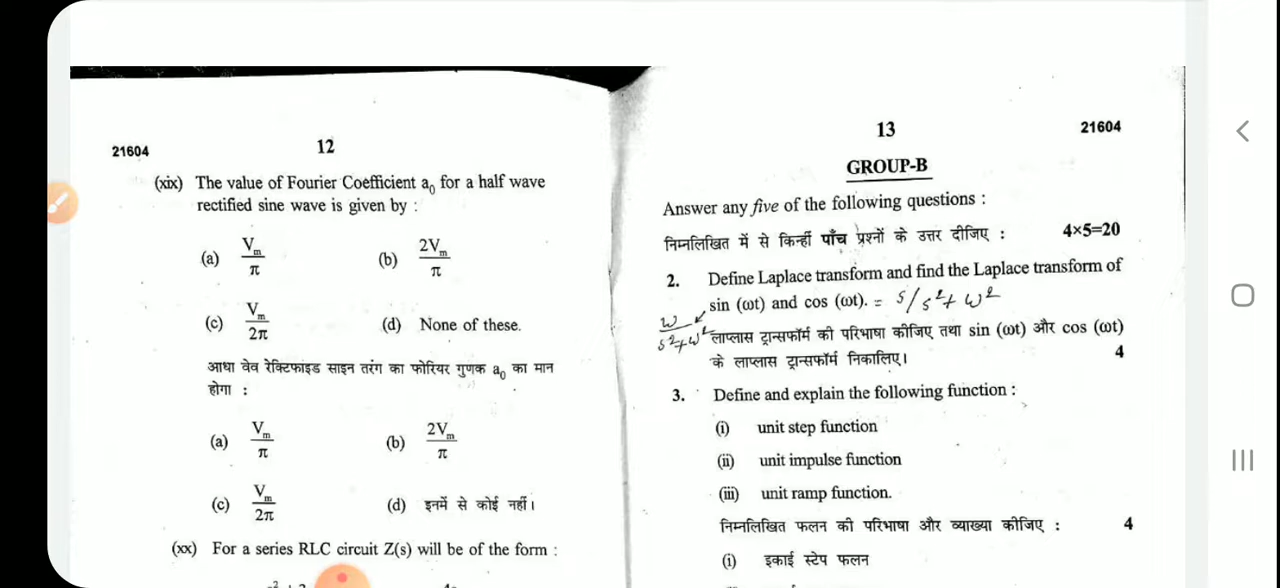 21604
12
(xix) The value of Fourier Coefficient a₀ for a half wave
rectified sine wave is given by :
(a) Vₘ/π (b) 2Vₘ/π
(c) Vₘ/2π (d) None of these.
आधा वेव रेक्टिफाइड साइन तरंग का फोरियर गुणक a₀ का मान
होगा :
(a) Vₘ/π (b) 2Vₘ/π
(c) Vₘ/2π (d) इनमें से कोई नहीं।
(xx) For a series RLC circuit Z(s) will be of the form :
13
21604
GROUP-B
Answer any five of the following questions :
निम्नलिखित में से किन्हीं पाँच प्रश्नों के उत्तर दीजिए : 4×5=20
2. Define Laplace transform and find the Laplace transform of
sin (ωt) and cos (ωt). = s/s²+ω²
ω/s²+ω²
लाप्लास ट्रान्सफॉर्म की परिभाषा कीजिए तथा sin (ωt) और cos (ωt)
के लाप्लास ट्रान्सफॉर्म निकालिए। 4
3. Define and explain the following function :
(i) unit step function
(ii) unit impulse function
(iii) unit ramp function.
निम्नलिखित फलन की परिभाषा और व्याख्या कीजिए : 4
(i) इकाई स्टेप फलन